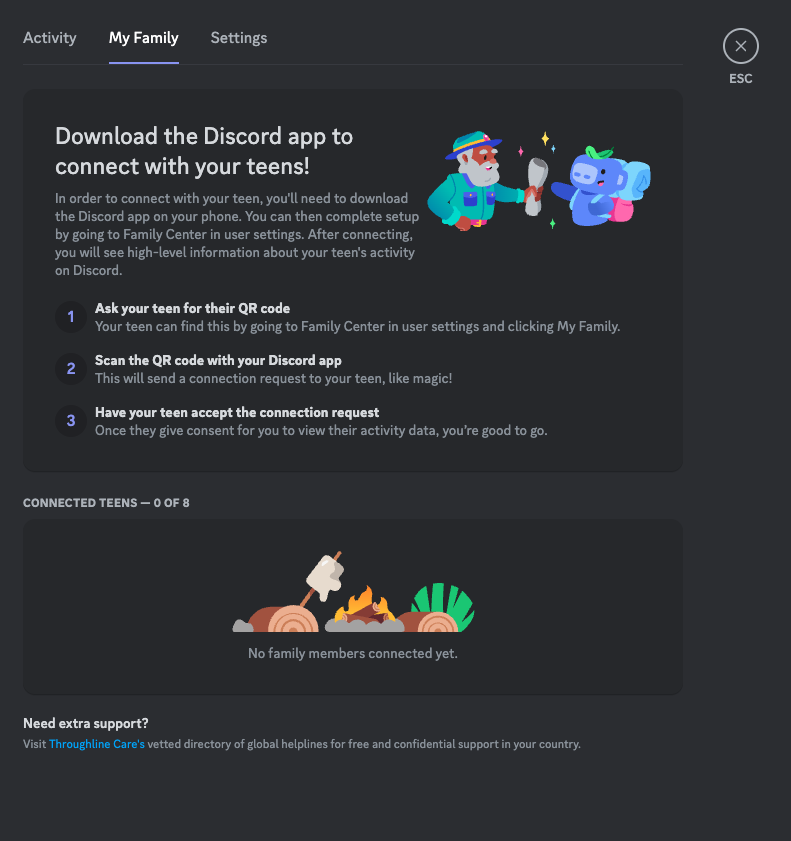 Activity
My Family
Settings
ESC
Download the Discord app to
connect with your teens!
In order to connect with your teen, you'll need to download
the Discord app on your phone. You can then complete setup
by going to Family Center in user settings. After connecting,
you will see high-level information about your teen's activity
on Discord.
1
Ask your teen for their QR code
Your teen can find this by going to Family Center in user settings and clicking My Family.
2
Scan the QR code with your Discord app
This will send a connection request to your teen, like magic!
3
Have your teen accept the connection request
Once they give consent for you to view their activity data, you're good to go.
CONNECTED TEENS — 0 OF 8
No family members connected yet.
Need extra support?
Visit Throughline Care's vetted directory of global helplines for free and confidential support in your country.